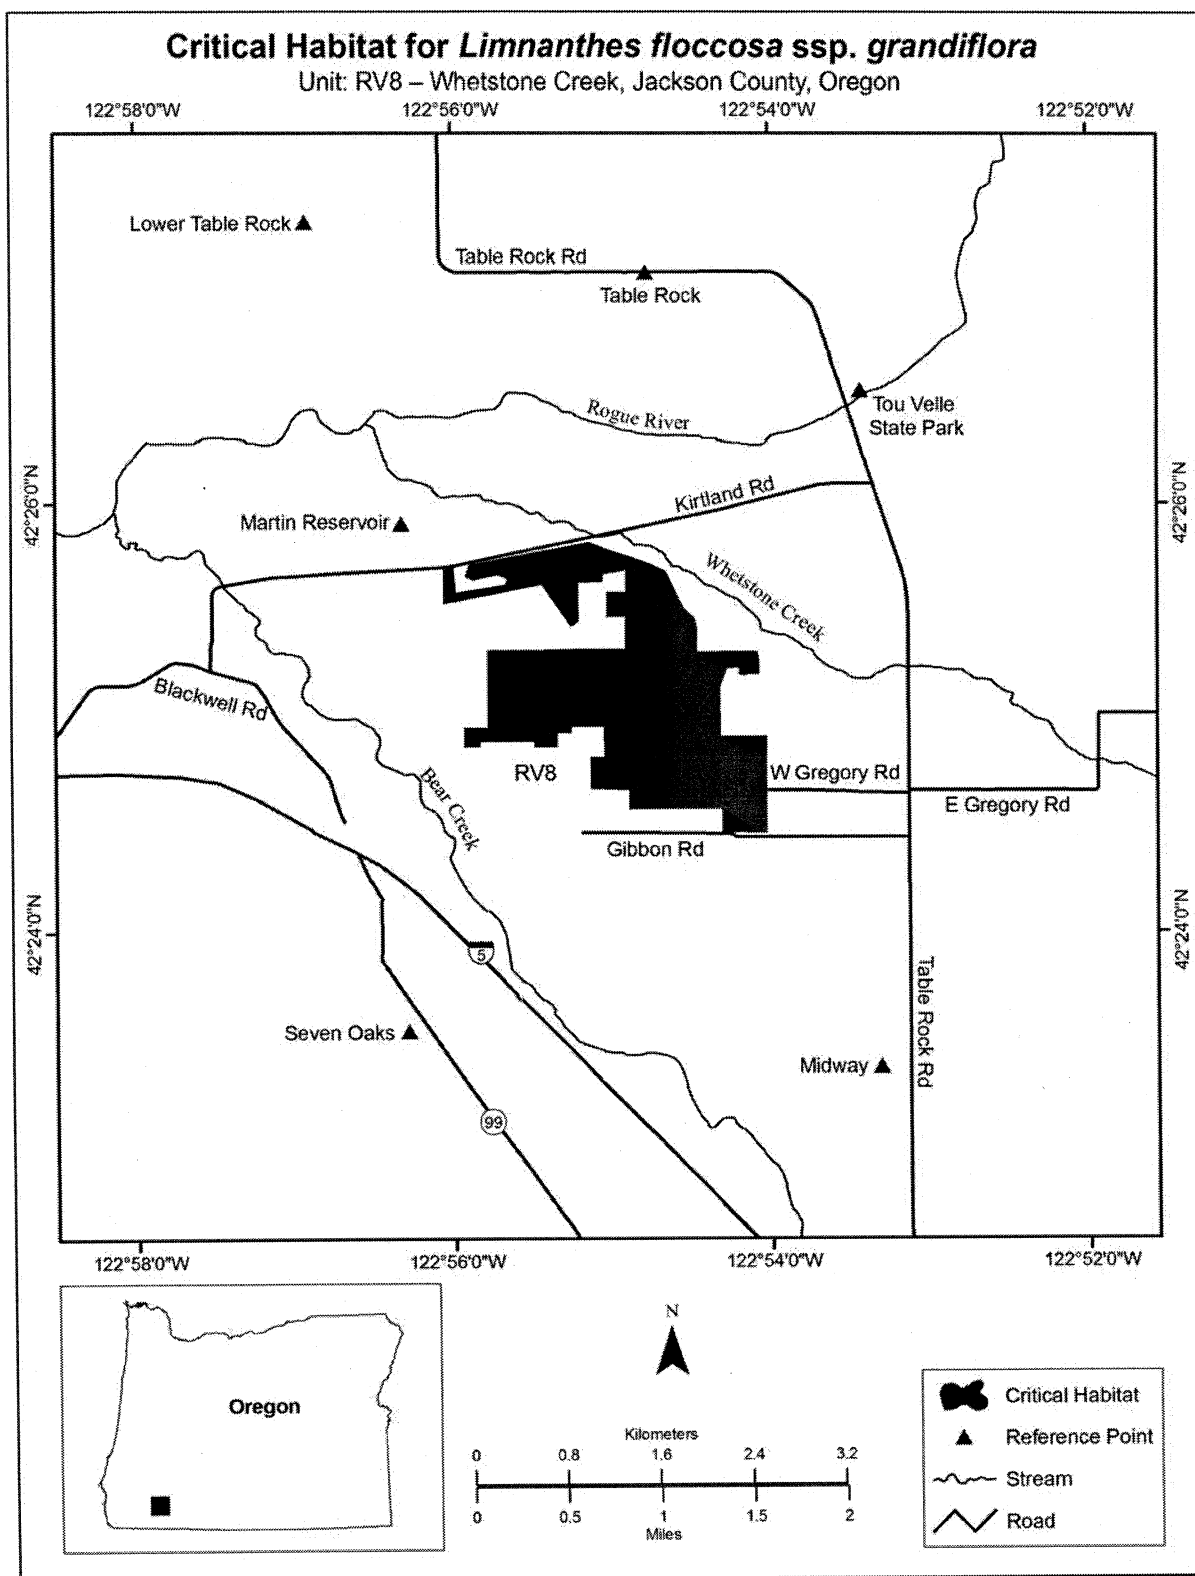 Critical Habitat for Limnanthes floccosa ssp. grandiflora
Unit: RV8 – Whetstone Creek, Jackson County, Oregon
122°58'0"W
122°56'0"W
122°54'0"W
122°52'0"W
Lower Table Rock
Table Rock Rd
Table Rock
Rogue River
Tou Velle
State Park
42°26'0"N
42°26'0"N
Kirtland Rd
Martin Reservoir
Whetstone Creek
Blackwell Rd
Bear Creek
RV8
W Gregory Rd
E Gregory Rd
Gibbon Rd
42°24'0"N
42°24'0"N
5
Table Rock Rd
Seven Oaks
Midway
99
122°58'0"W
122°56'0"W
122°54'0"W
122°52'0"W
Oregon
N
Kilometers
0 0.8 1.6 2.4 3.2
0 0.5 1 1.5 2
Miles
Critical Habitat
Reference Point
Stream
Road